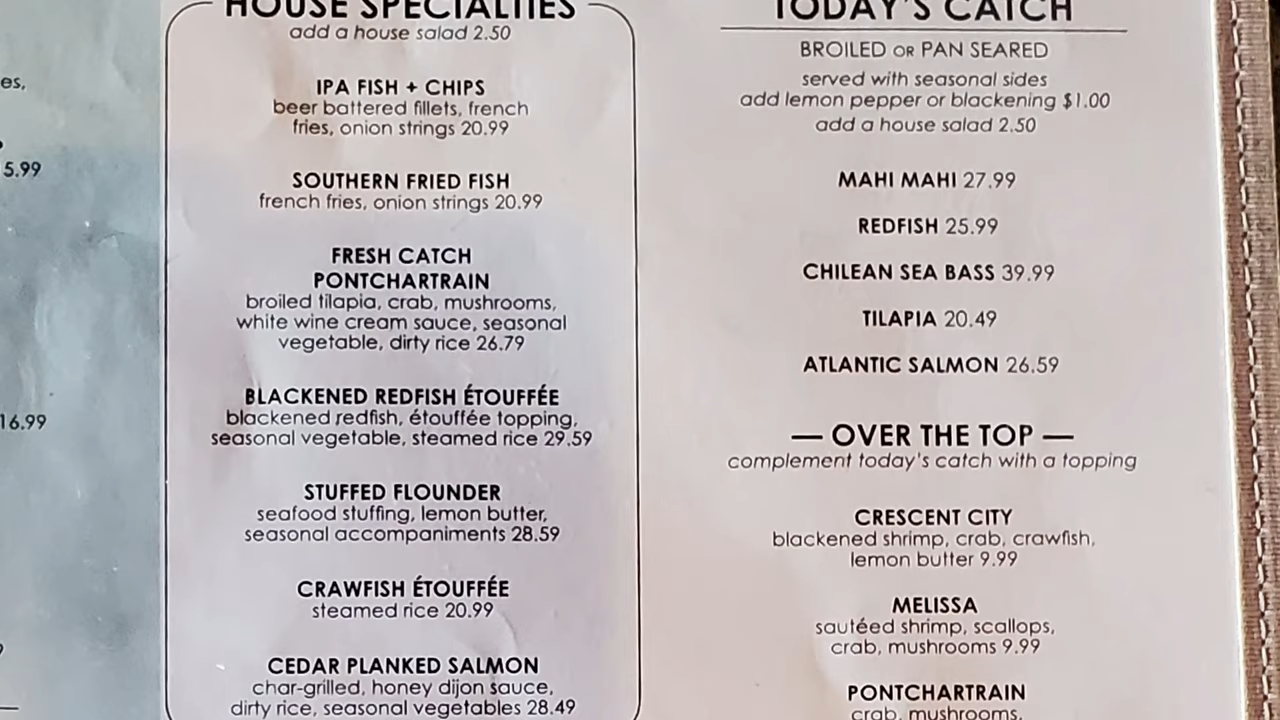 es,
5.99
16.99
HOUSE SPECIALTIES
add a house salad 2.50
IPA FISH + CHIPS
beer battered fillets, french
fries, onion strings 20.99
SOUTHERN FRIED FISH
french fries, onion strings 20.99
FRESH CATCH
PONTCHARTRAIN
broiled tilapia, crab, mushrooms,
white wine cream sauce, seasonal
vegetable, dirty rice 26.79
BLACKENED REDFISH ÉTOUFFÉE
blackened redfish, étouffée topping,
seasonal vegetable, steamed rice 29.59
STUFFED FLOUNDER
seafood stuffing, lemon butter,
seasonal accompaniments 28.59
CRAWFISH ÉTOUFFÉE
steamed rice 20.99
CEDAR PLANKED SALMON
char-grilled, honey dijon sauce,
dirty rice, seasonal vegetables 28.49
TODAY'S CATCH
BROILED OR PAN SEARED
served with seasonal sides
add lemon pepper or blackening $1.00
add a house salad 2.50
MAHI MAHI 27.99
REDFISH 25.99
CHILEAN SEA BASS 39.99
TILAPIA 20.49
ATLANTIC SALMON 26.59
— OVER THE TOP —
complement today's catch with a topping
CRESCENT CITY
blackened shrimp, crab, crawfish,
lemon butter 9.99
MELISSA
sautéed shrimp, scallops,
crab, mushrooms 9.99
PONTCHARTRAIN
crab, mushrooms,